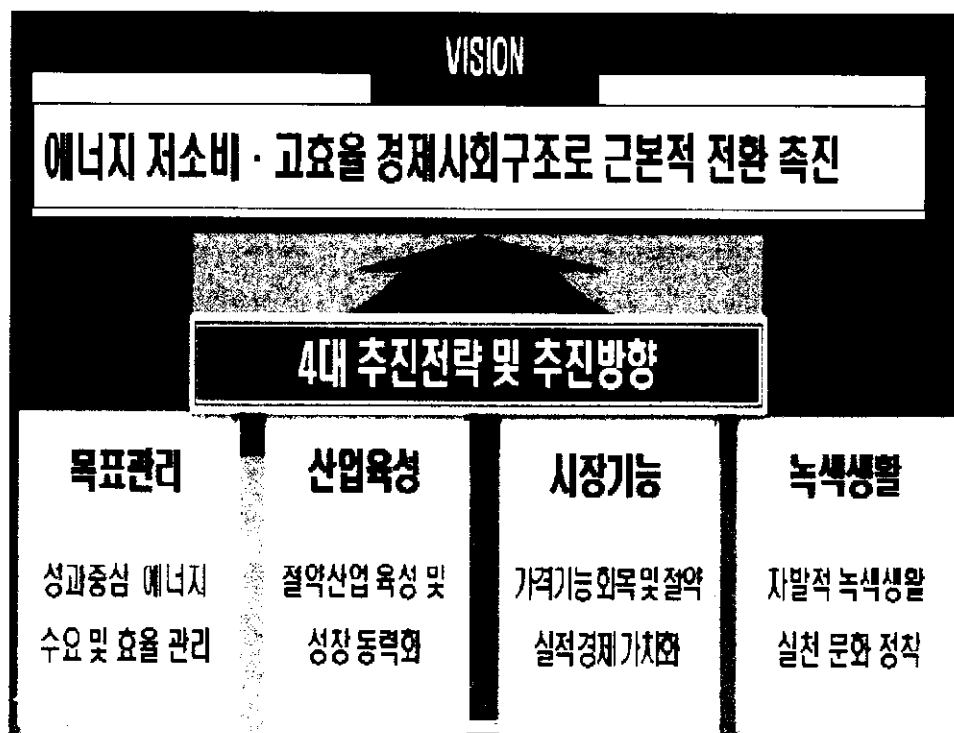 VISION
에너지 저소비 · 고효율 경제사회구조로 근본적 전환 촉진
4대 추진전략 및 추진방향
목표관리
성과중심 에너지
수요 및 효율 관리
산업육성
절약산업 육성 및
성장 동력화
시장기능
가격기능 회목 및 절약
실적경제 가치화
녹색생활
자발적 녹색생활
실천 문화 정착